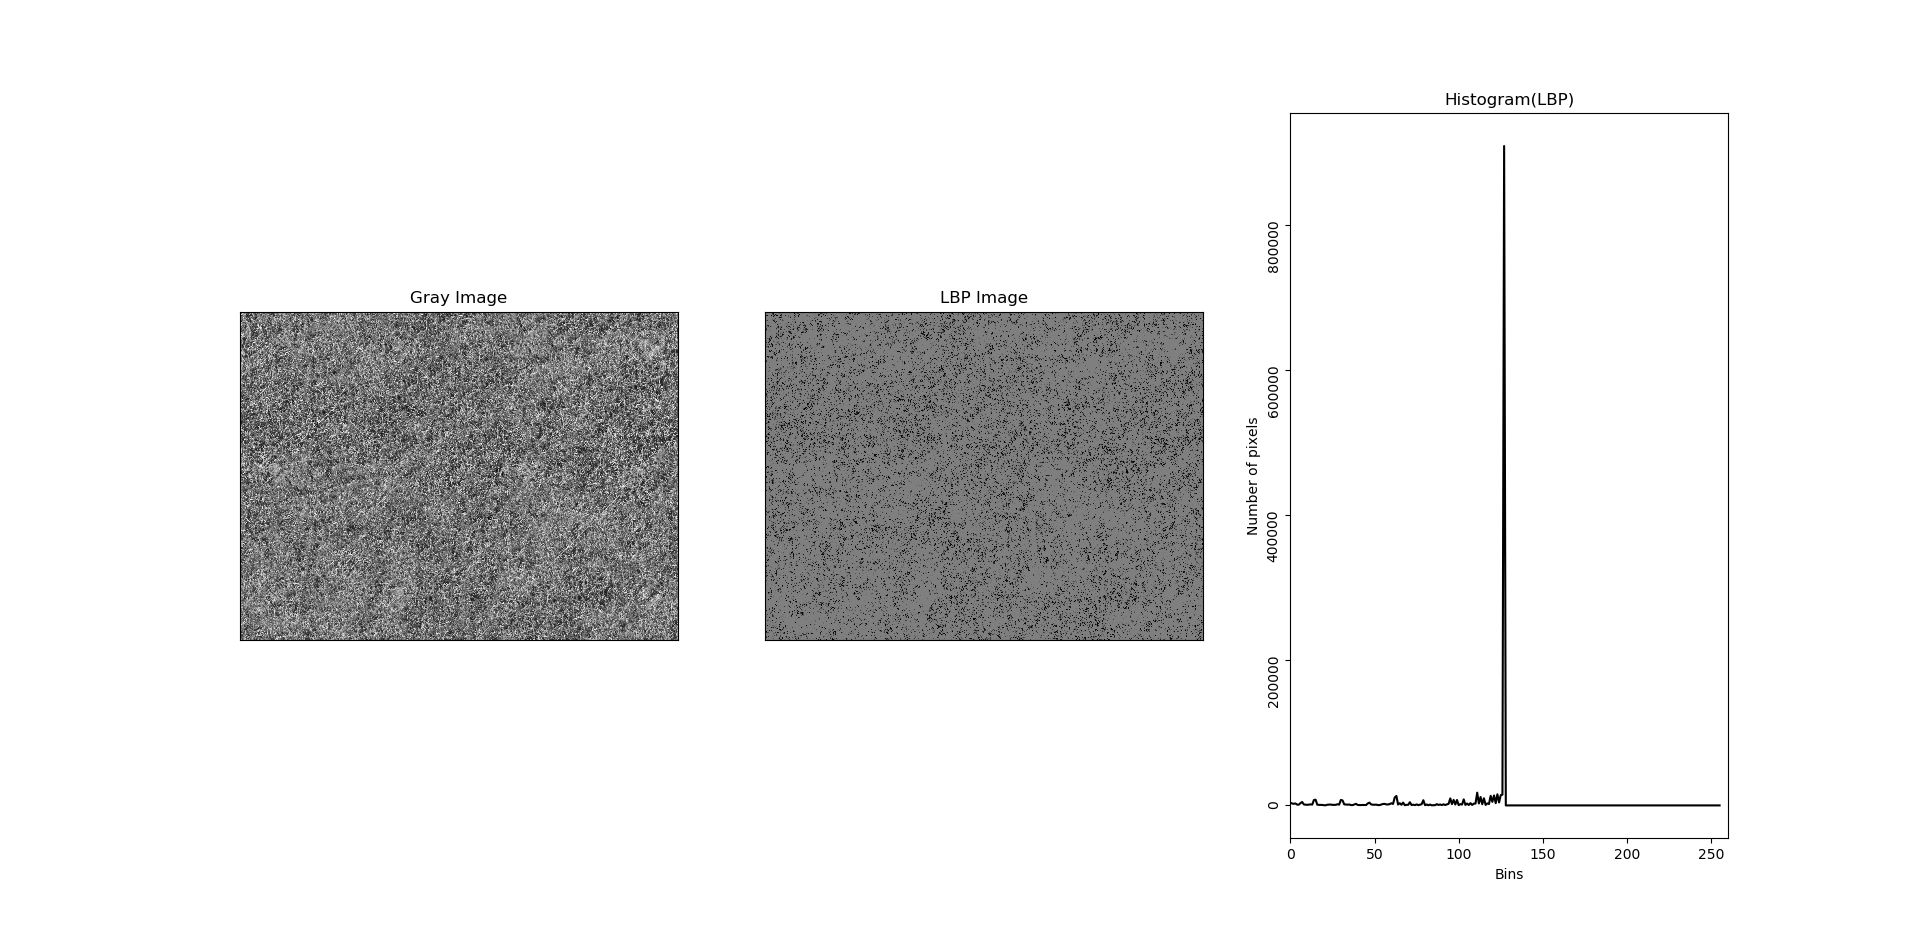 Gray Image
LBP Image
Histogram(LBP)
Number of pixels
800000
600000
400000
200000
0
0 50 100 150 200 250
Bins